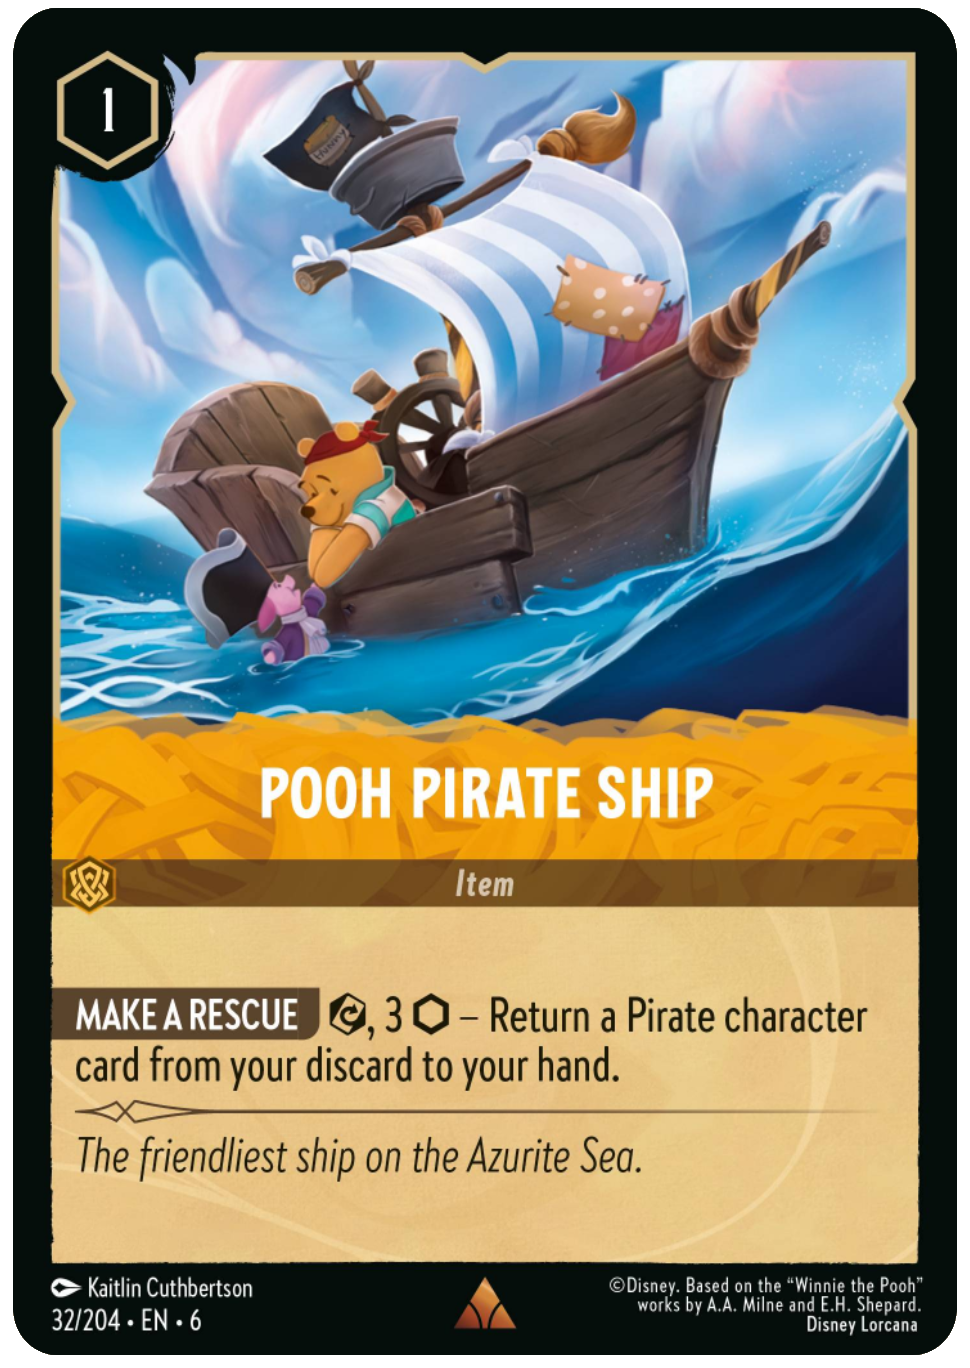 1
Hunny
POOH PIRATE SHIP
Item
MAKE A RESCUE , 3 – Return a Pirate character
card from your discard to your hand.
The friendliest ship on the Azurite Sea.
Kaitlin Cuthbertson
32/204 • EN • 6
©Disney. Based on the “Winnie the Pooh”
works by A.A. Milne and E.H. Shepard.
Disney Lorcana